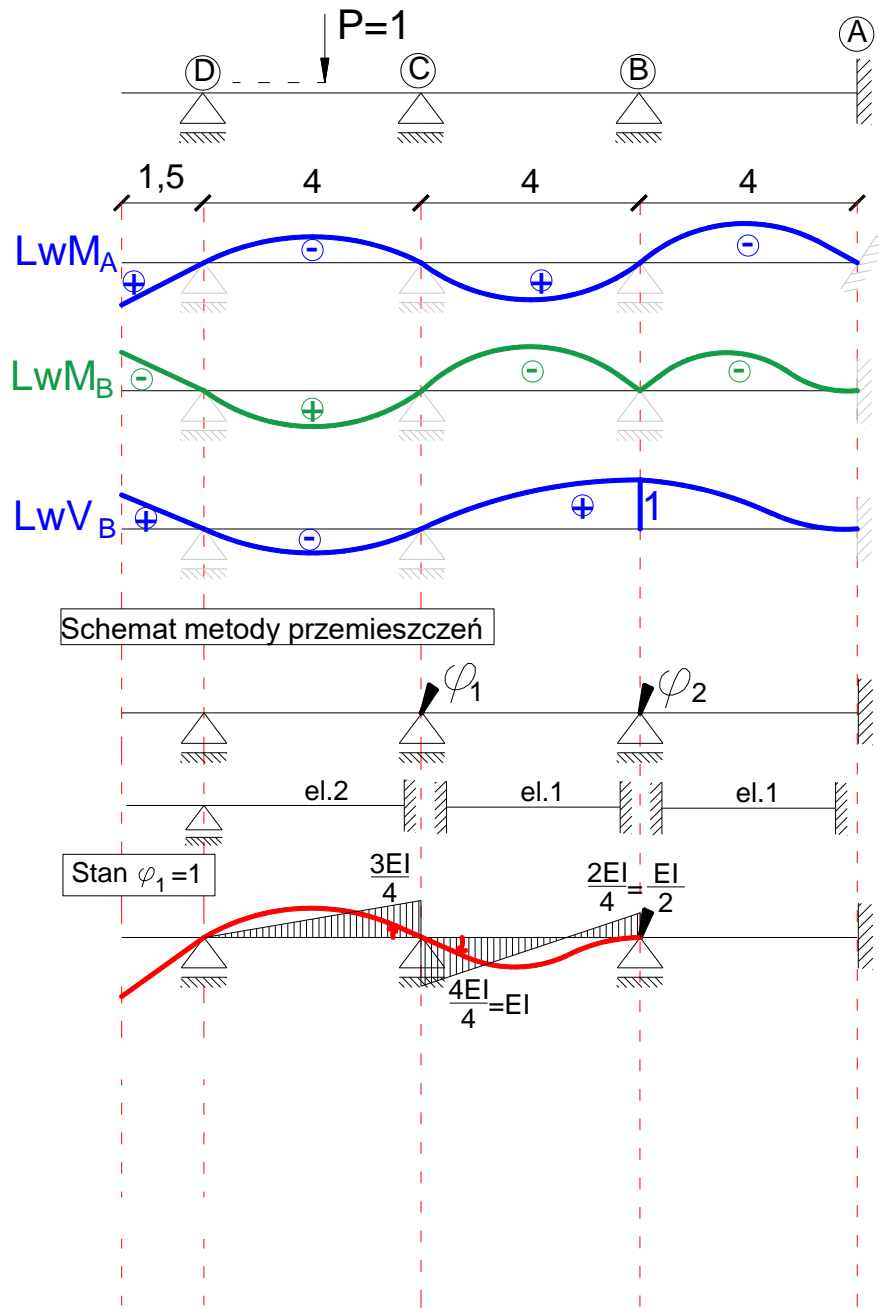 P=1
D C B A
1,5 4 4 4
LwM_A - + - +
LwM_B - + - -
LwV_B + - + 1
Schemat metody przemieszczeń
φ1 φ2
el.2 el.1 el.1
Stan φ1=1
3EI/4 2EI/4=EI/2
4EI/4=EI